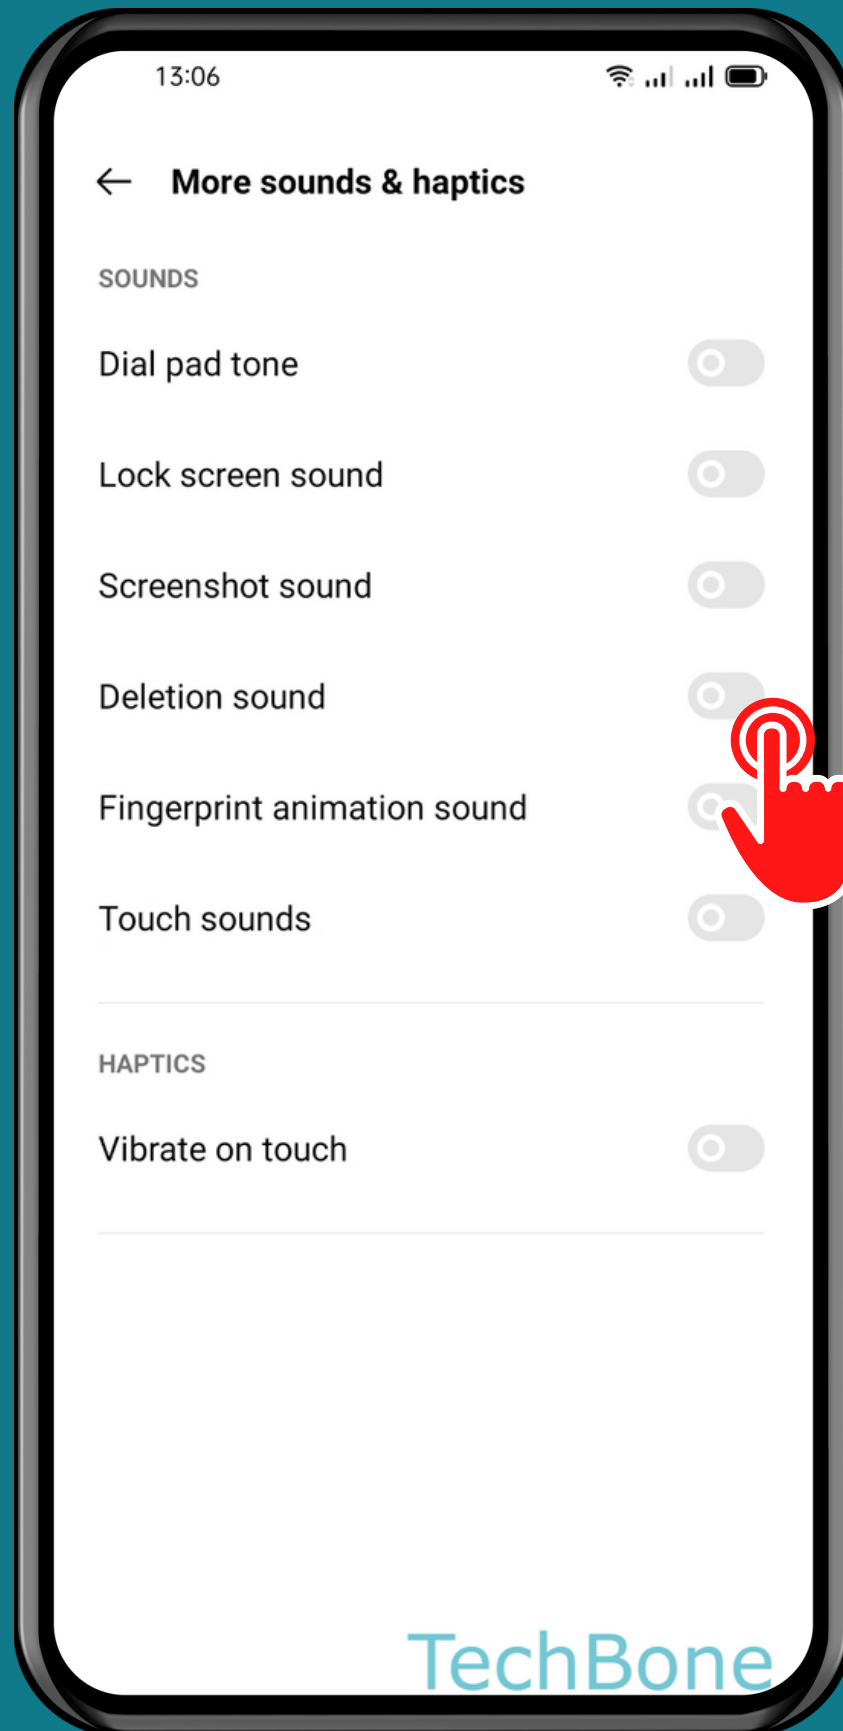 13:06
More sounds & haptics
SOUNDS
Dial pad tone
Lock screen sound
Screenshot sound
Deletion sound
Fingerprint animation sound
Touch sounds
HAPTICS
Vibrate on touch
TechBone